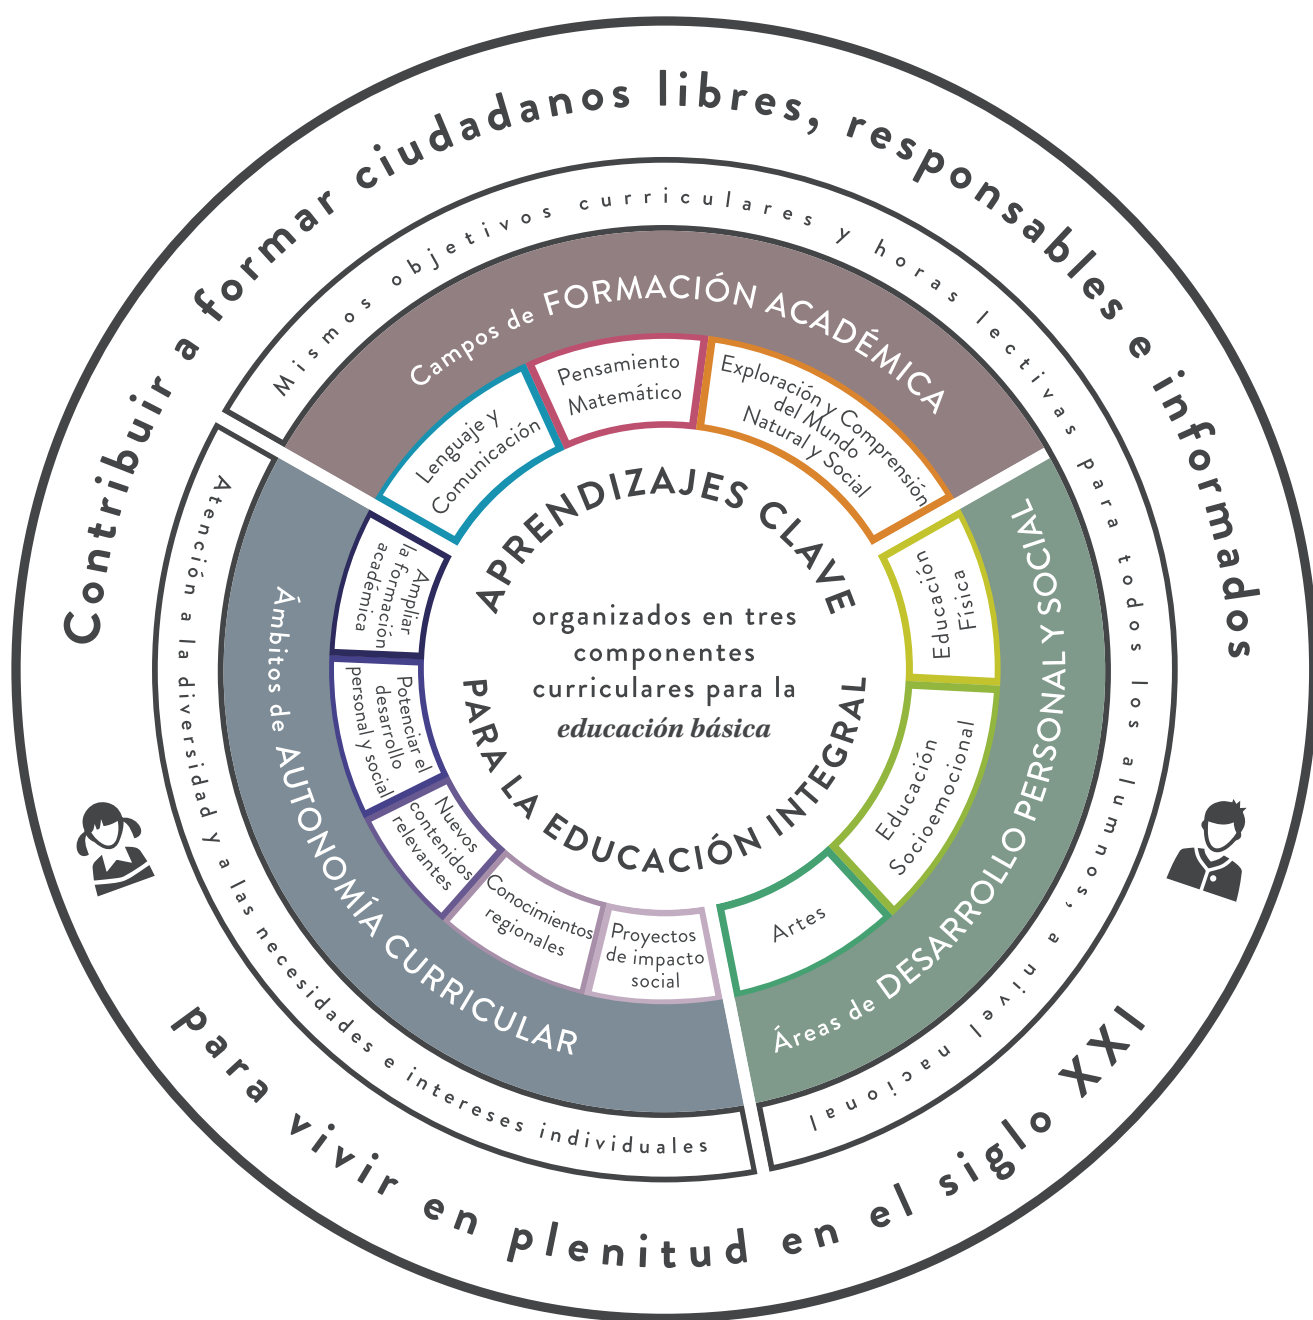 Contribuir a formar ciudadanos libres, responsables e informados
para vivir en plenitud en el siglo XXI
Mismos objetivos curriculares y horas lectivas para todos los alumnos, a nivel nacional
Atención a la diversidad y a las necesidades e intereses individuales
Campos de FORMACIÓN ACADÉMICA
Lenguaje y
Comunicación
Pensamiento
Matemático
Exploración y Comprensión
del Mundo
Natural y Social
Áreas de DESARROLLO PERSONAL Y SOCIAL
Educación
Física
Educación
Socioemocional
Artes
Ámbitos de AUTONOMÍA CURRICULAR
Ampliar
la formación
académica
Potenciar el
desarrollo
personal y social
Nuevos
contenidos
relevantes
Conocimientos
regionales
Proyectos
de impacto
social
APRENDIZAJES CLAVE
organizados en tres
componentes
curriculares para la
educación básica
PARA LA EDUCACIÓN INTEGRAL